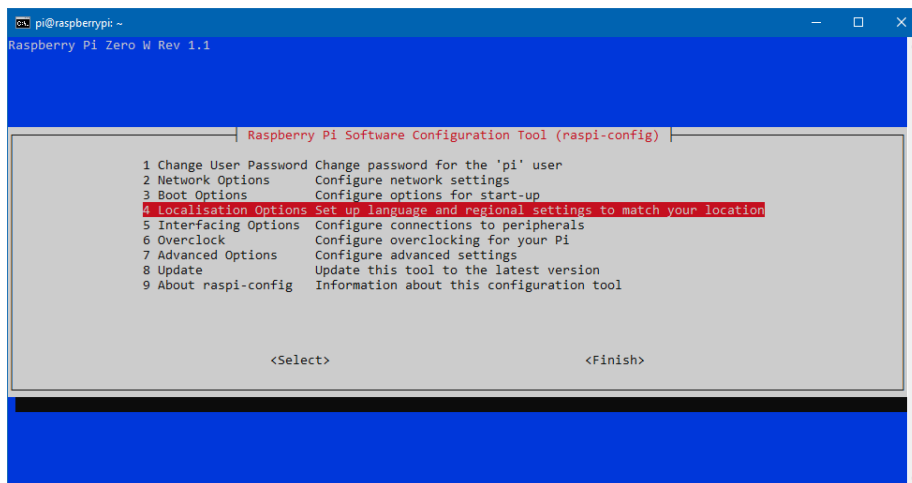 pi@raspberrypi: ~
Raspberry Pi Zero W Rev 1.1
Raspberry Pi Software Configuration Tool (raspi-config)
1 Change User Password Change password for the 'pi' user
2 Network Options Configure network settings
3 Boot Options Configure options for start-up
4 Localisation Options Set up language and regional settings to match your location
5 Interfacing Options Configure connections to peripherals
6 Overclock Configure overclocking for your Pi
7 Advanced Options Configure advanced settings
8 Update Update this tool to the latest version
9 About raspi-config Information about this configuration tool
<Select> <Finish>